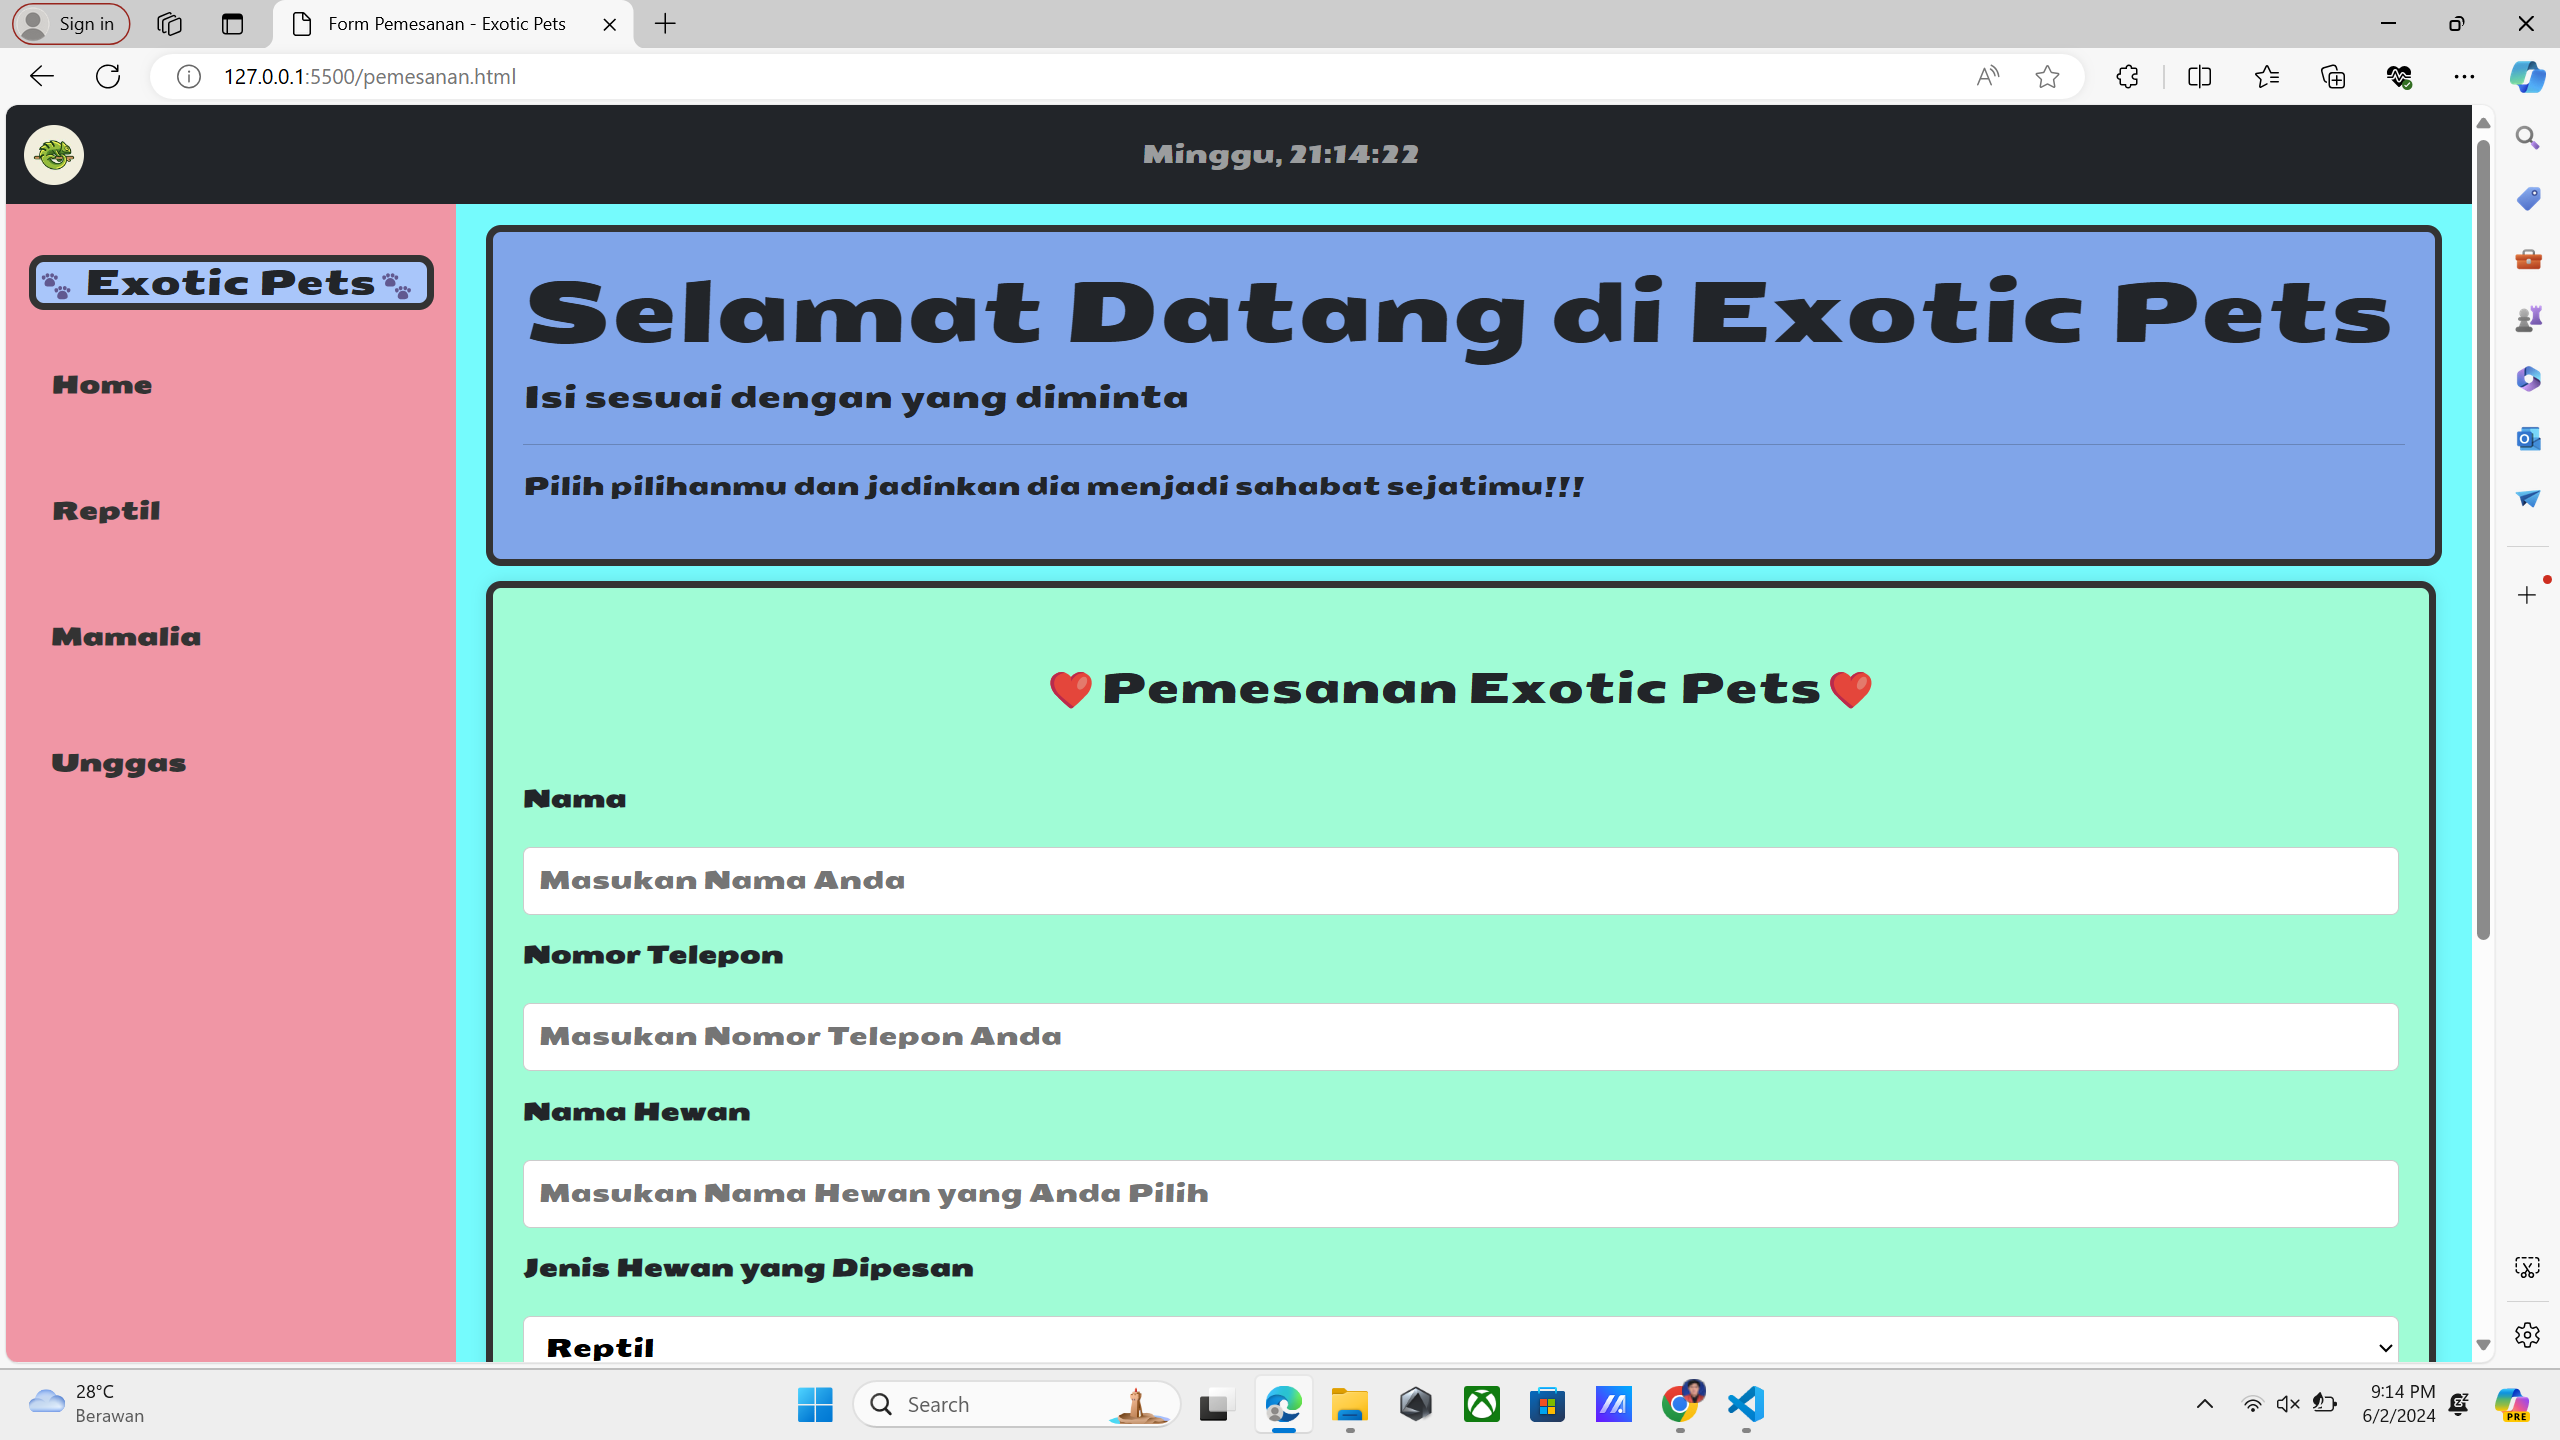 Sign in
Form Pemesanan - Exotic Pets
127.0.0.1:5500/pemesanan.html
Minggu, 21:14:22
🐾 Exotic Pets🐾
Home
Reptil
Mamalia
Unggas
Selamat Datang di Exotic Pets
Isi sesuai dengan yang diminta
Pilih pilihanmu dan jadinkan dia menjadi sahabat sejatimu!!!
❤️ Pemesanan Exotic Pets ❤️
Nama
Masukan Nama Anda
Nomor Telepon
Masukan Nomor Telepon Anda
Nama Hewan
Masukan Nama Hewan yang Anda Pilih
Jenis Hewan yang Dipesan
Reptil
28°C
Berawan
Search
9:14 PM
6/2/2024
PRE